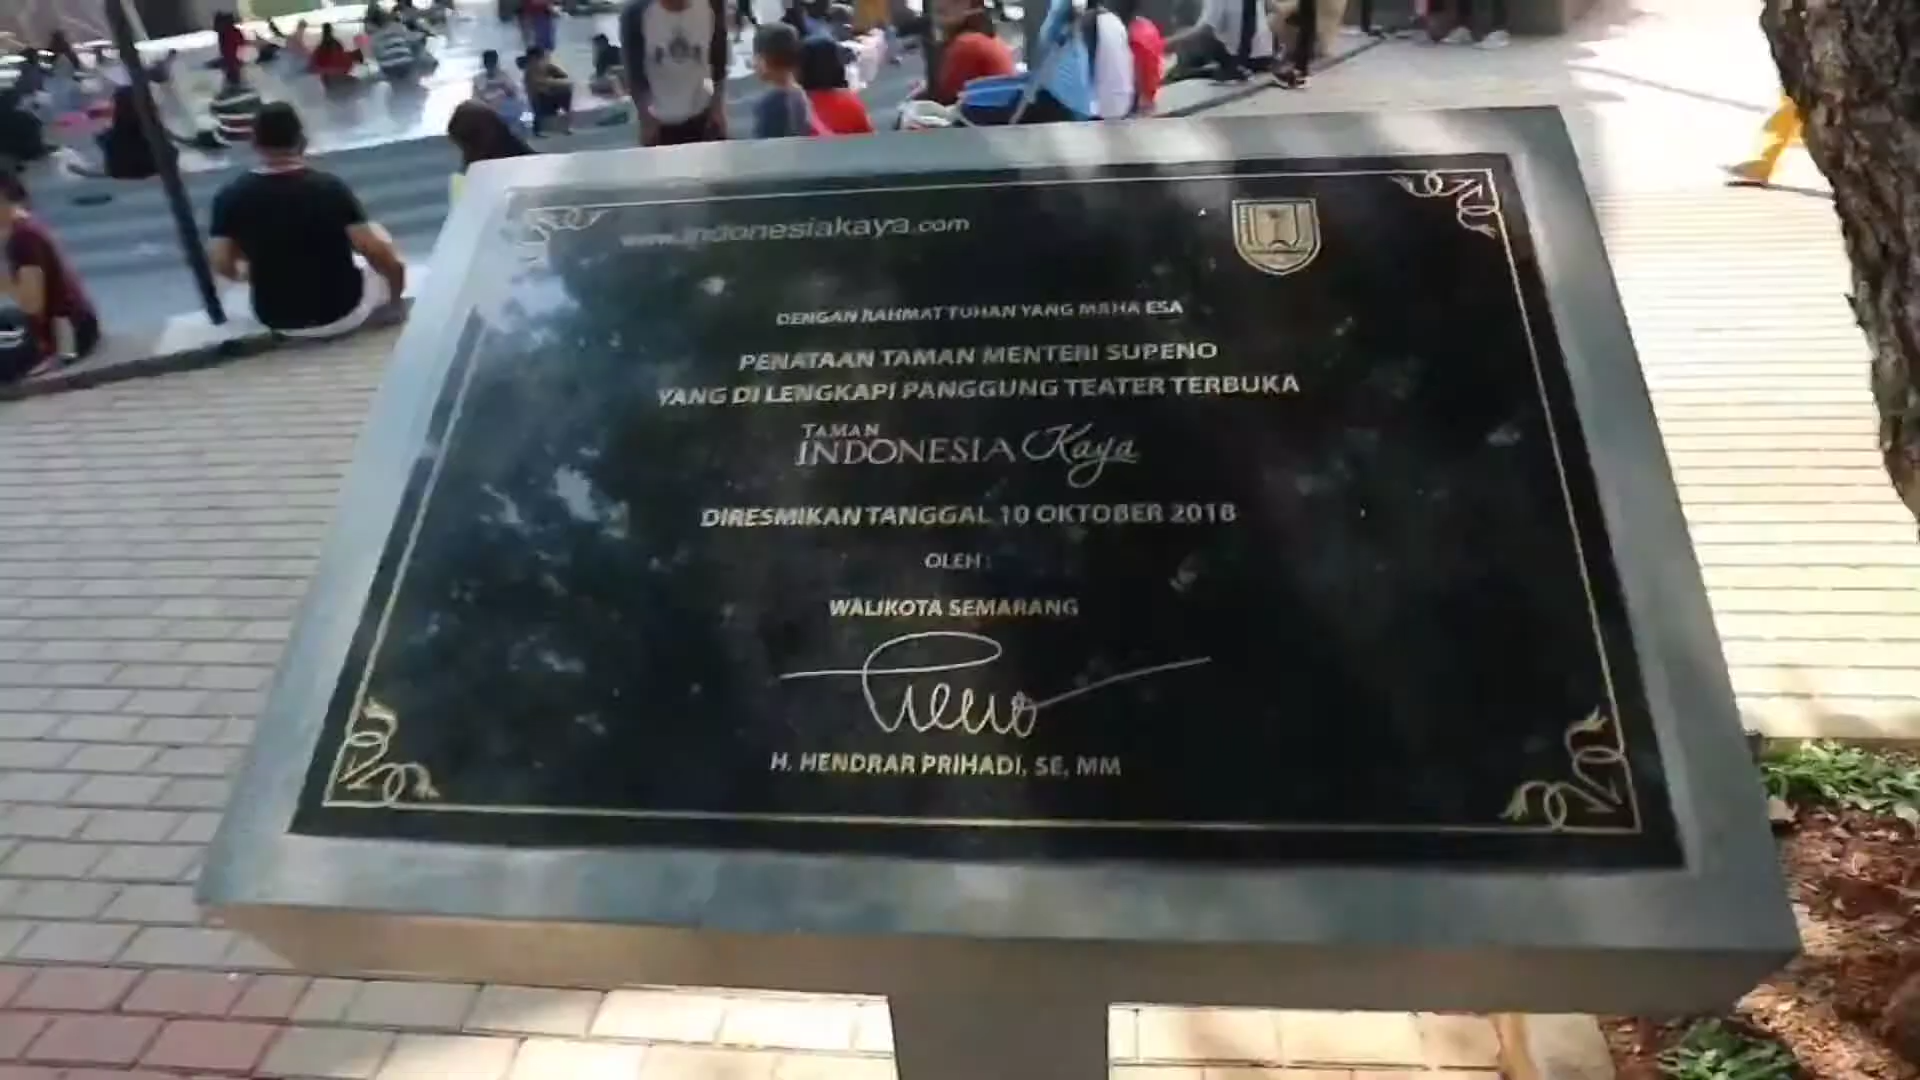 www.indonesiakaya.com
DENGAN RAHMAT TUHAN YANG MAHA ESA
PENATAAN TAMAN MENTERI SUPENO
YANG DI LENGKAPI PANGGUNG TEATER TERBUKA
TAMAN
INDONESIA Kaya
DIRESMIKAN TANGGAL 10 OKTOBER 2018
OLEH :
WALIKOTA SEMARANG
H. HENDRAR PRIHADI, SE, MM